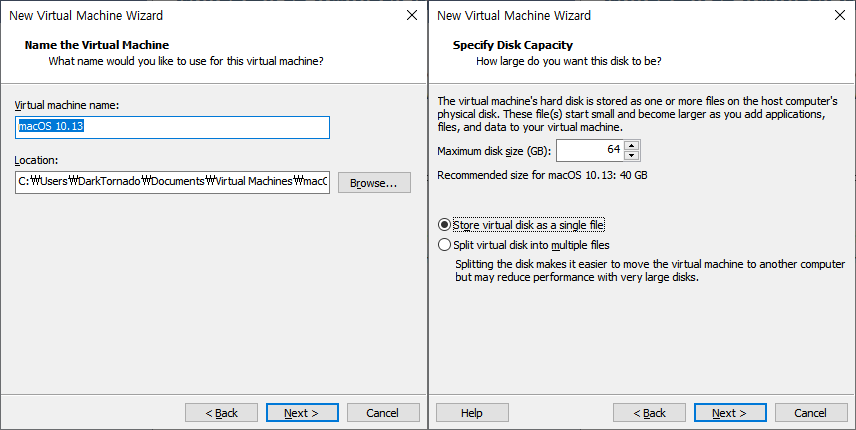 New Virtual Machine Wizard
Name the Virtual Machine
What name would you like to use for this virtual machine?
Virtual machine name:
macOS 10.13
Location:
C:₩Users₩DarkTornado₩Documents₩Virtual Machines₩mac
Browse...
< Back
Next >
Cancel
New Virtual Machine Wizard
Specify Disk Capacity
How large do you want this disk to be?
The virtual machine's hard disk is stored as one or more files on the host computer's
physical disk. These file(s) start small and become larger as you add applications,
files, and data to your virtual machine.
Maximum disk size (GB): 64
Recommended size for macOS 10.13: 40 GB
Store virtual disk as a single file
Split virtual disk into multiple files
Splitting the disk makes it easier to move the virtual machine to another computer
but may reduce performance with very large disks.
Help
< Back
Next >
Cancel